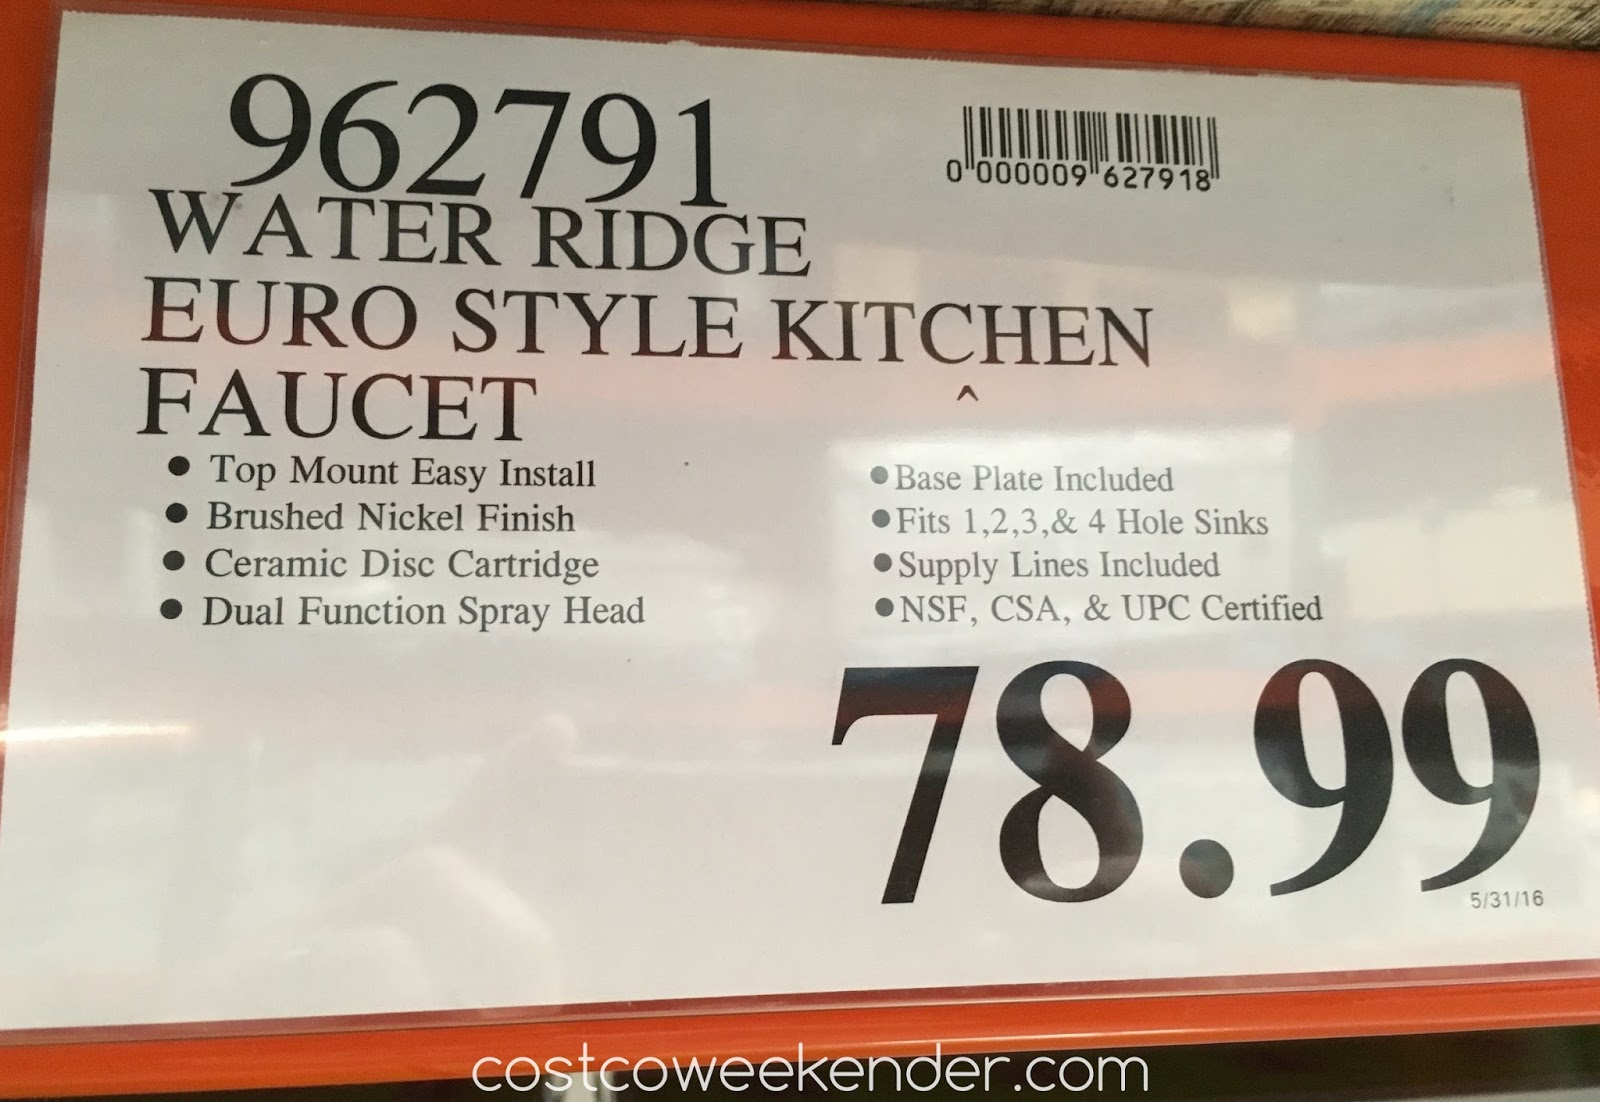 962791
0 000009 627918
WATER RIDGE
EURO STYLE KITCHEN
FAUCET
^
• Top Mount Easy Install
• Brushed Nickel Finish
• Ceramic Disc Cartridge
• Dual Function Spray Head
• Base Plate Included
• Fits 1,2,3,& 4 Hole Sinks
• Supply Lines Included
• NSF, CSA, & UPC Certified
78.99
5/31/16
costcoweekender.com